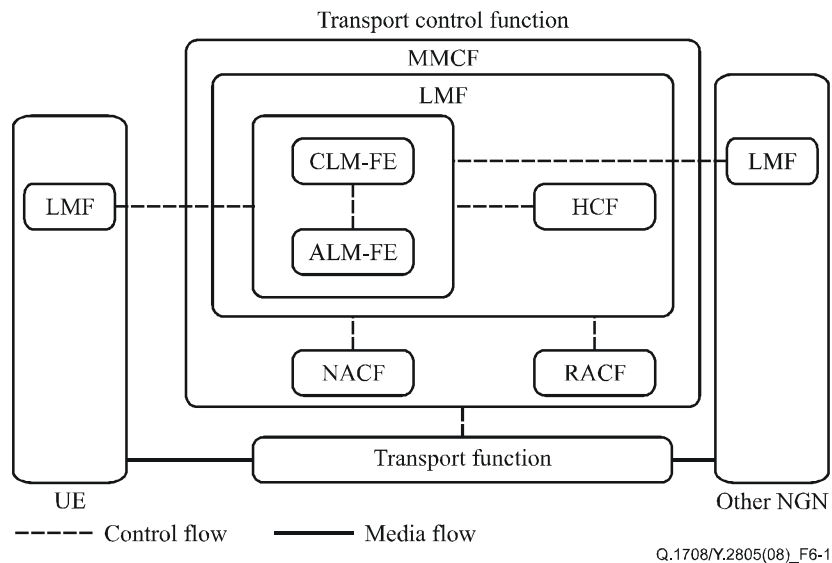 Transport control function
MMCF
LMF
CLM-FE
LMF
LMF
HCF
ALM-FE
NACF
RACF
Transport function
UE
Other NGN
Control flow
Media flow
Q.1708/Y.2805(08)_F6-1